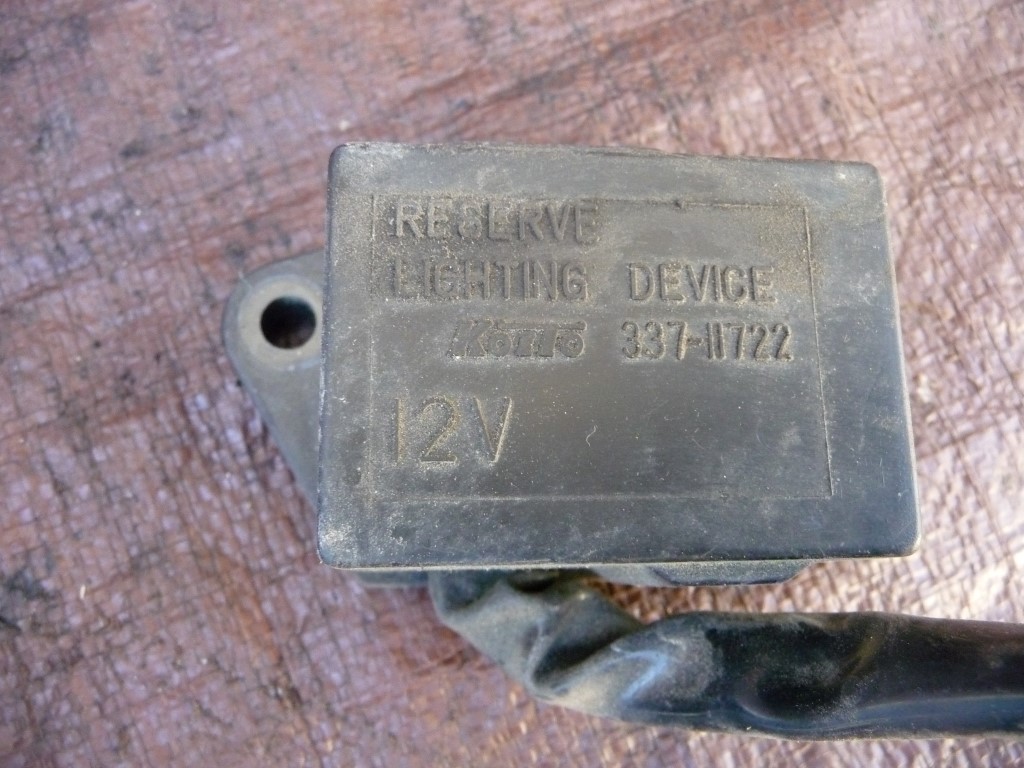 RESERVE
LIGHTING DEVICE
KOITO 337-11722
12V